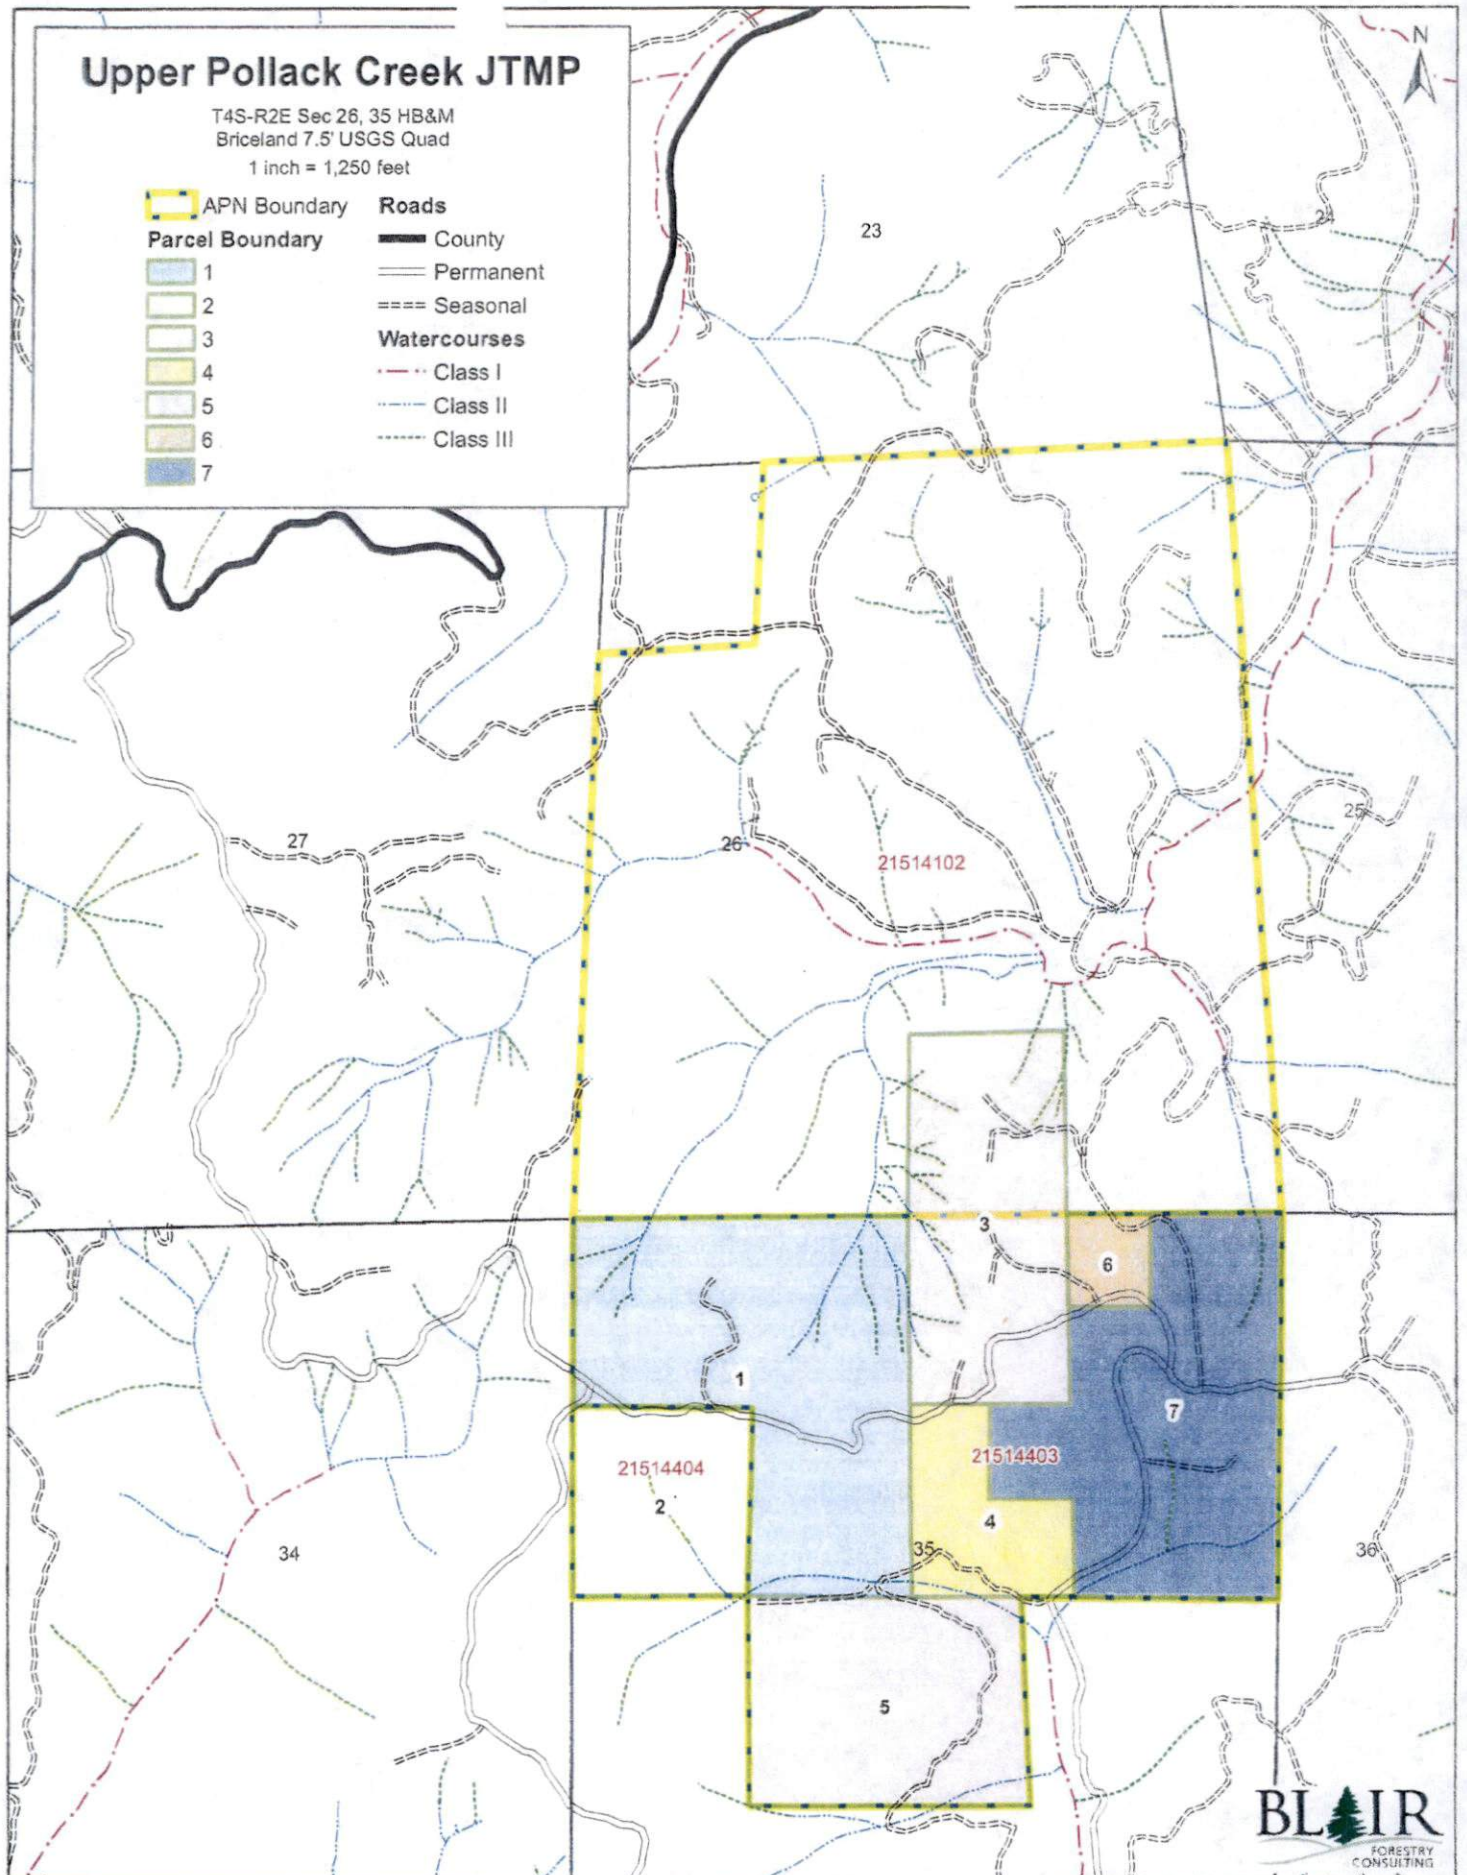 Upper Pollack Creek JTMP
T4S-R2E Sec 26, 35 HB&M
Briceland 7.5' USGS Quad
1 inch = 1,250 feet
APN Boundary
Parcel Boundary
1
2
3
4
5
6
7
Roads
County
Permanent
Seasonal
Watercourses
Class I
Class II
Class III
N
23
24
27
26
21514102
25
3
6
1
7
21514404
21514403
2
4
35
34
36
5
BLAIR
FORESTRY
CONSULTING